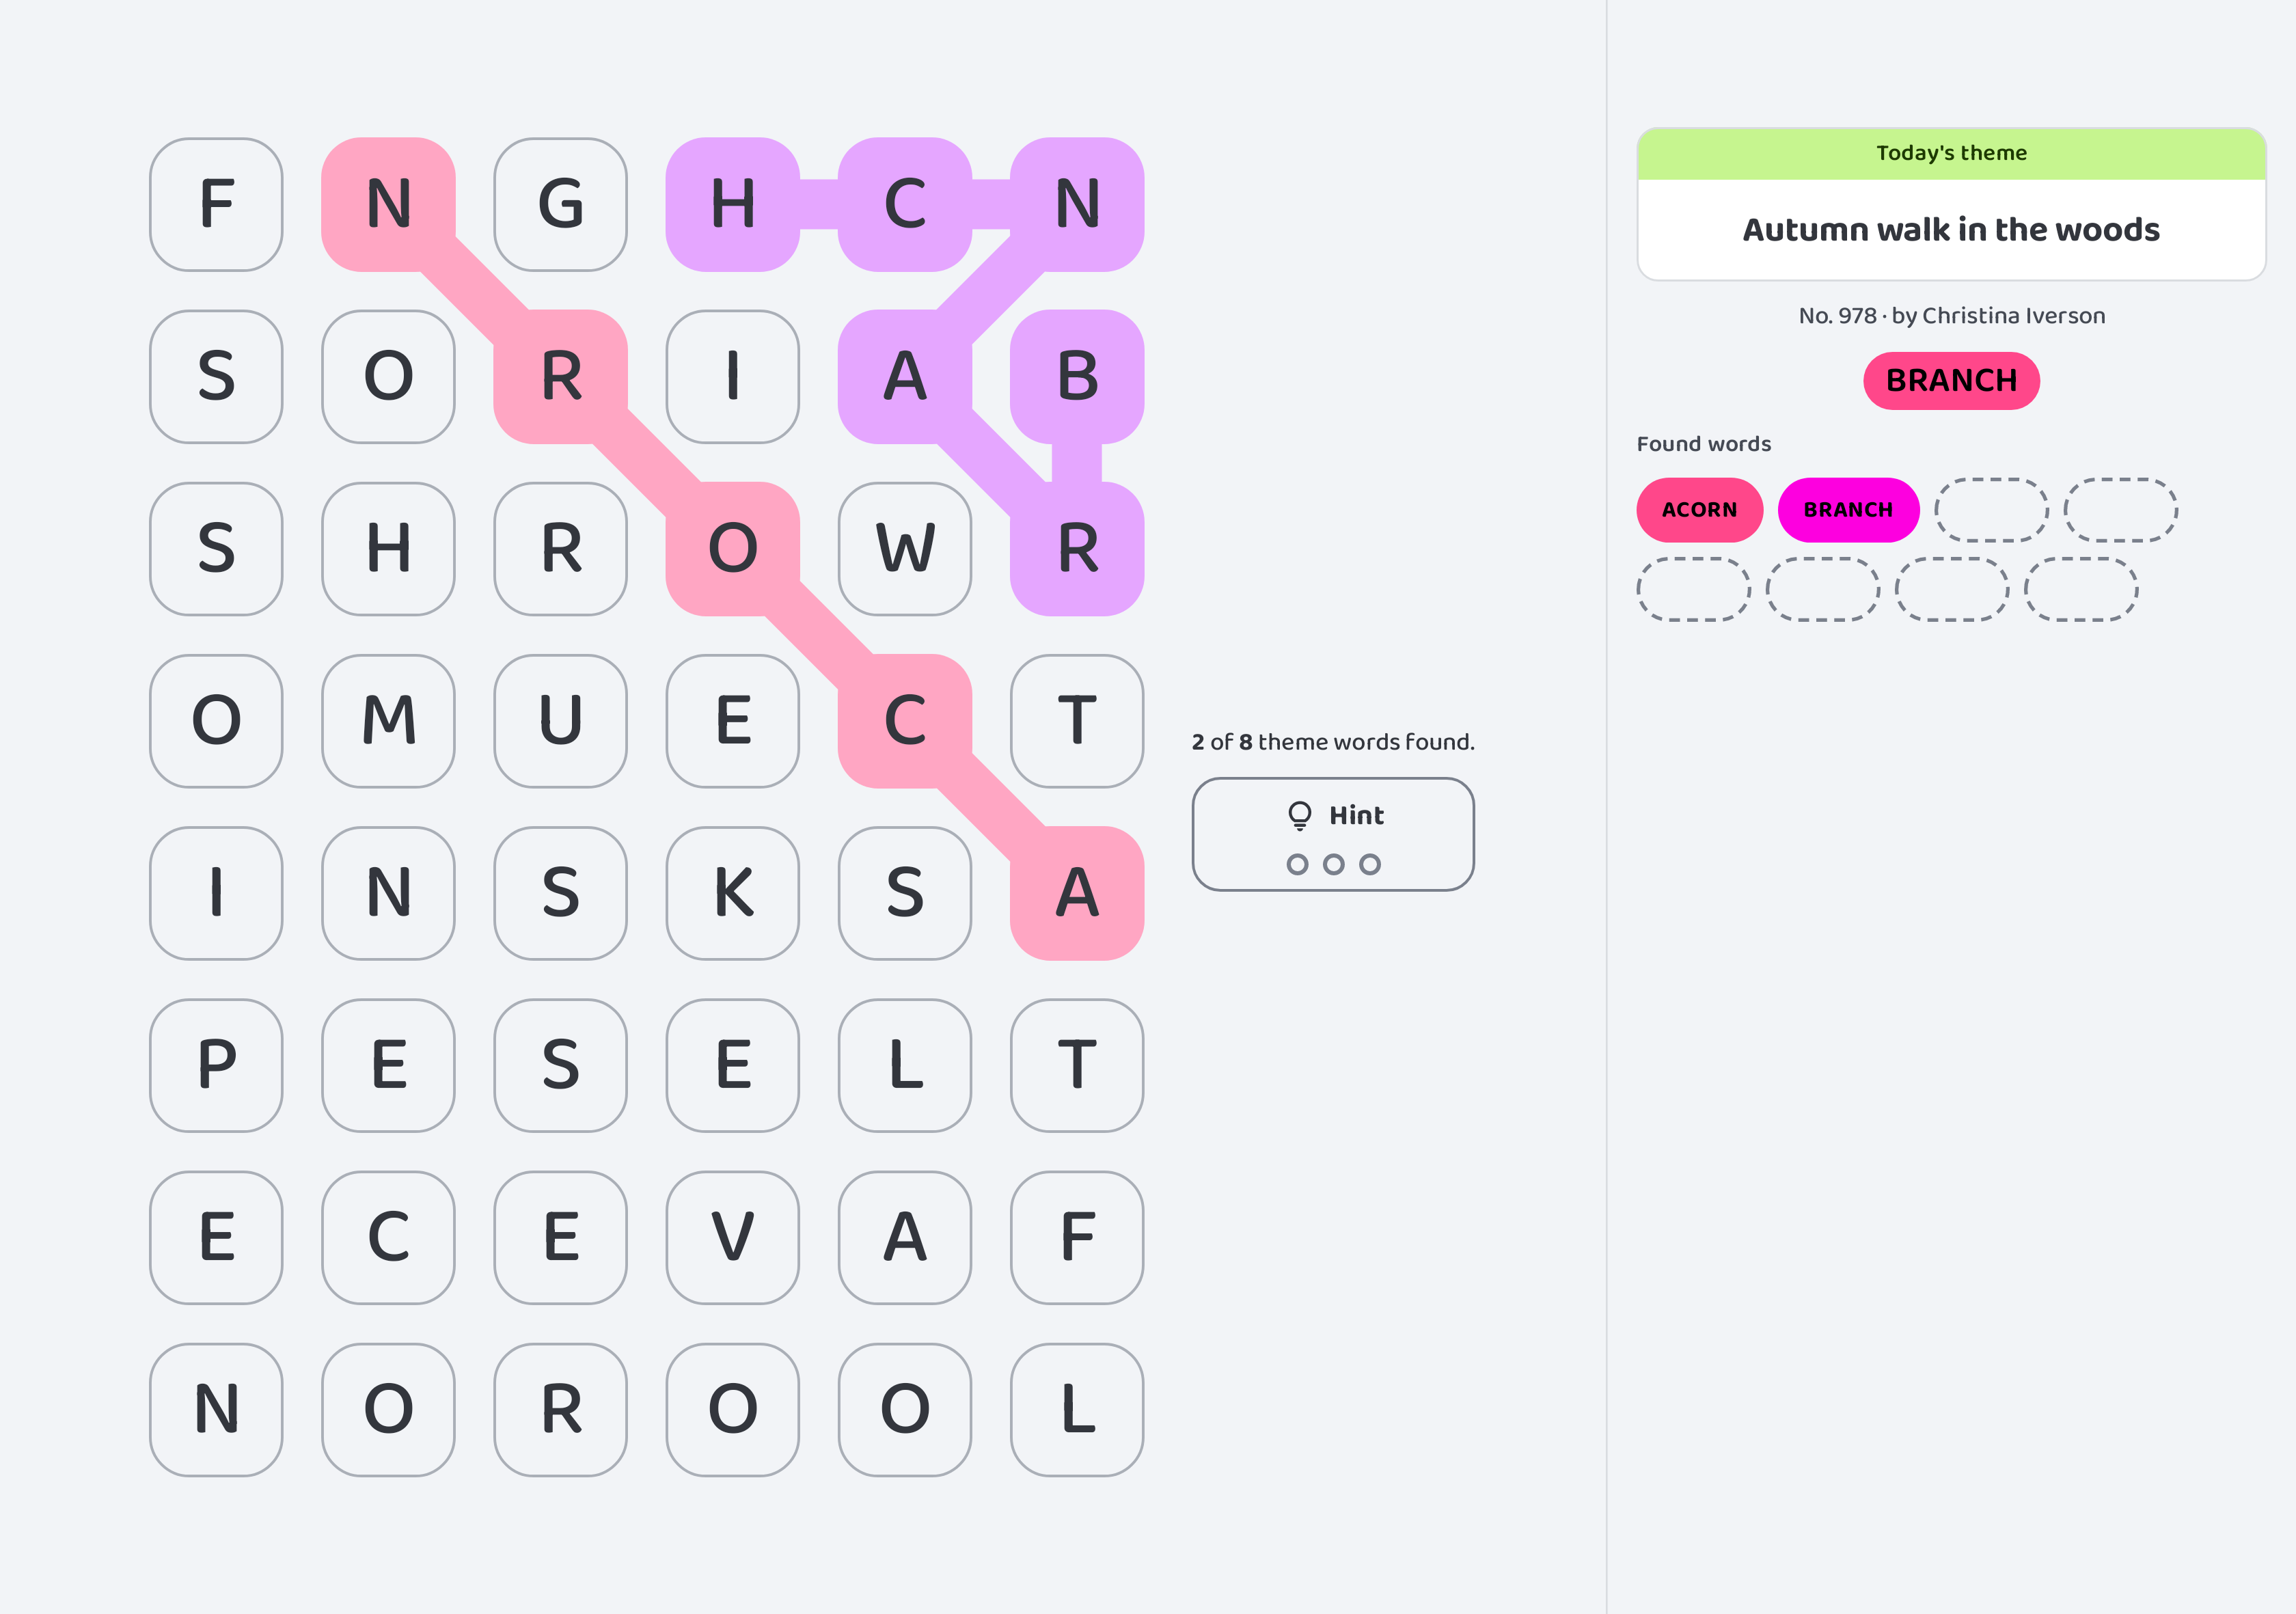 F N G H C N
S O R I A B
S H R O W R
O M U E C T
I N S K S A
P E S E L T
E C E V A F
N O R O O L
2 of 8 theme words found.
Hint
Today's theme
Autumn walk in the woods
No. 978 · by Christina Iverson
BRANCH
Found words
ACORN BRANCH